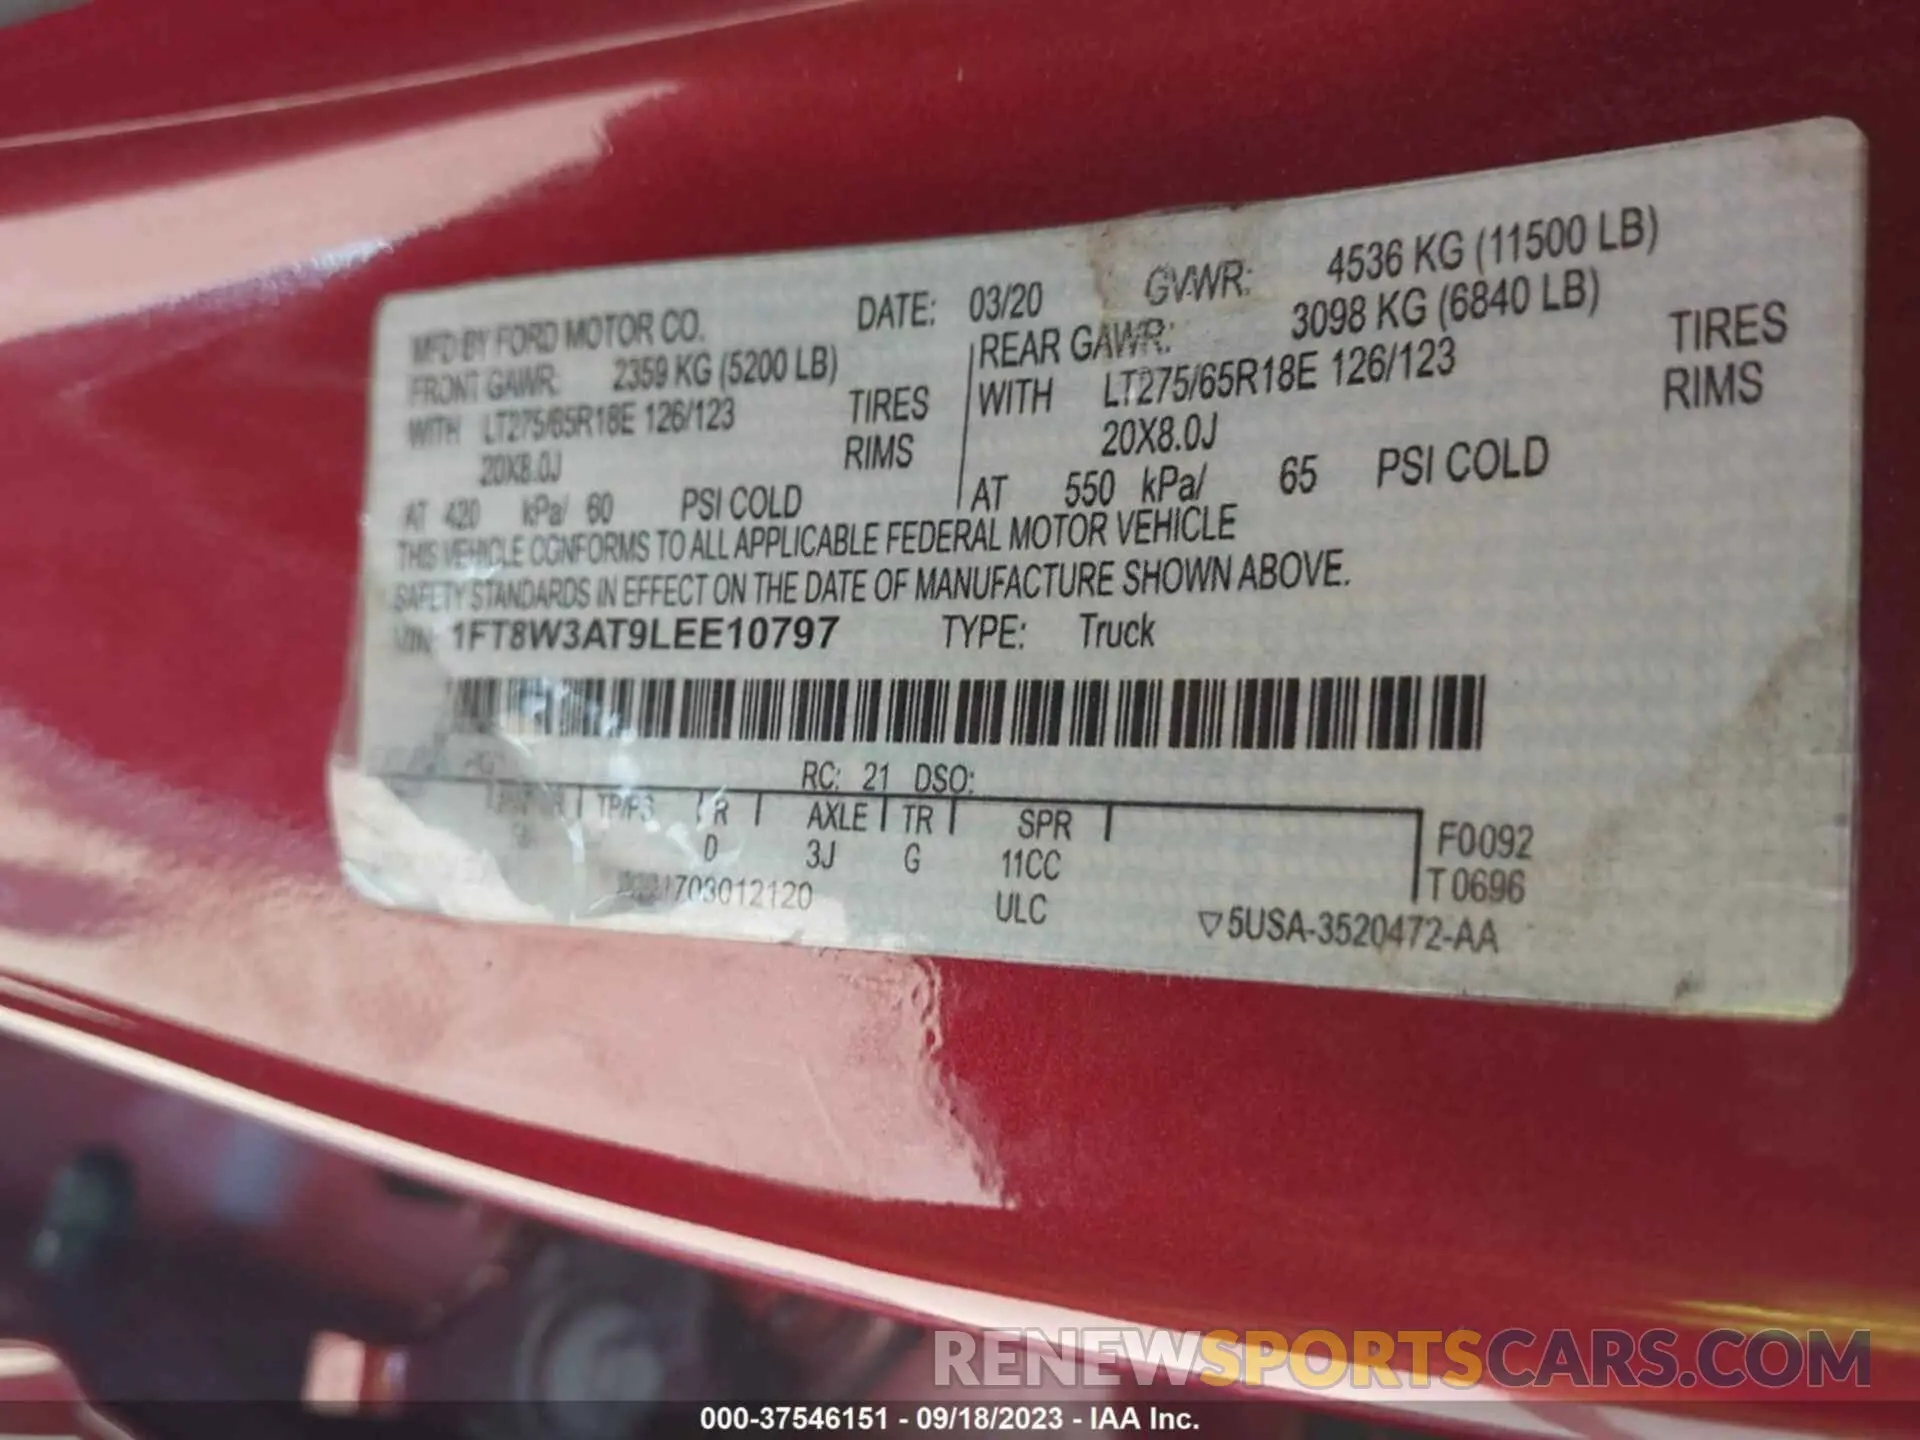 MFD BY FORD MOTOR CO. DATE: 03/20 GVWR: 4536 KG (11500 LB)
FRONT GAWR: 2359 KG (5200 LB) REAR GAWR: 3098 KG (6840 LB)
WITH LT275/65R18E 126/123 TIRES WITH LT275/65R18E 126/123 TIRES
20X8.0J RIMS 20X8.0J RIMS
AT 420 kPa/ 60 PSI COLD AT 550 kPa/ 65 PSI COLD
THIS VEHICLE CONFORMS TO ALL APPLICABLE FEDERAL MOTOR VEHICLE
SAFETY STANDARDS IN EFFECT ON THE DATE OF MANUFACTURE SHOWN ABOVE.
VIN: 1FT8W3AT9LEE10797 TYPE: Truck
RC: 21 DSO:
TP/PS R AXLE TR SPR F0092
D 3J G 11CC T0696
ULC ▽5USA-3520472-AA
RENEWSPORTSCARS.COM
000-37546151 - 09/18/2023 - IAA Inc.